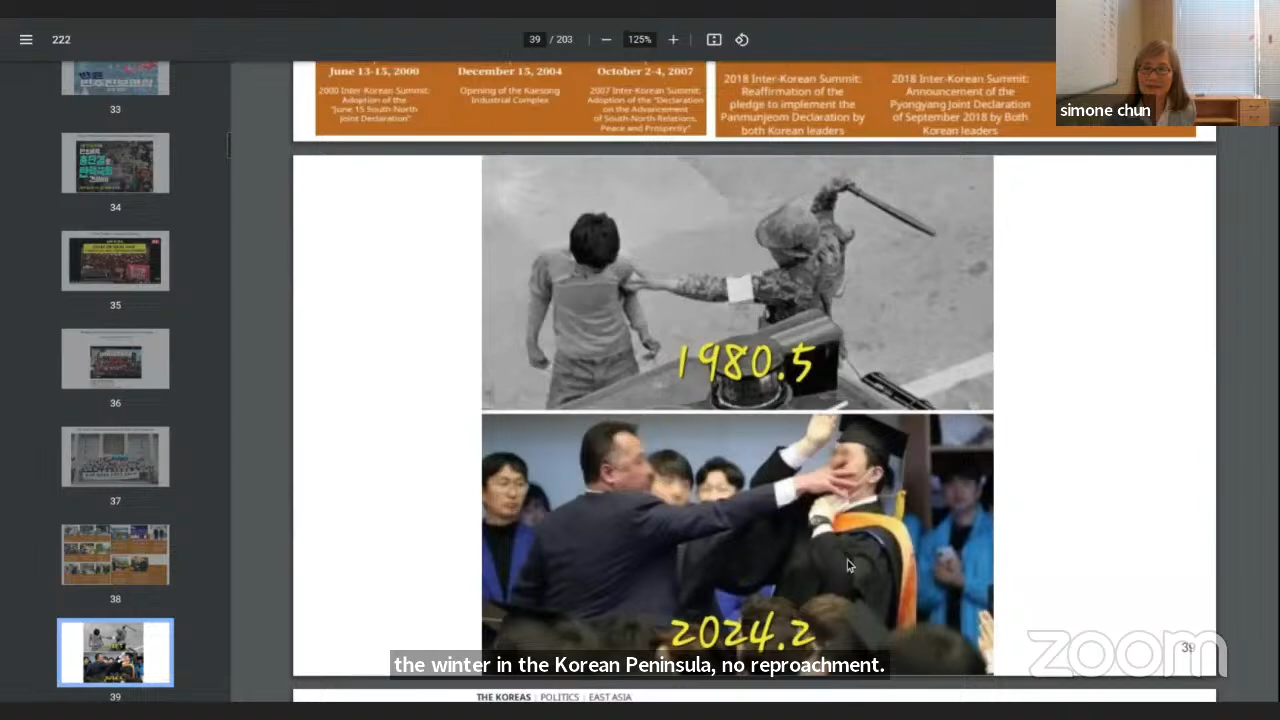 222
39 / 203
125%
simone chun
June 13-15, 2000
2000 Inter-Korean Summit:
Adoption of the
"June 15 South-North
Joint Declaration"
December 15, 2004
Opening of the Kaesong
Industrial Complex
October 2-4, 2007
2007 Inter-Korean Summit:
Adoption of the "Declaration
on the Advancement
of South-North Relations,
Peace and Prosperity"
2018 Inter-Korean Summit:
Reaffirmation of the
pledge to implement the
Panmunjeom Declaration by
both Korean leaders
2018 Inter-Korean Summit:
Announcement of the
Pyongyang Joint Declaration
of September 2018 by Both
Korean leaders
33
34
35
36
37
38
39
1980.5
2024.2
39
zoom
the winter in the Korean Peninsula, no reproachment.
THE KOREAS | POLITICS | EAST ASIA